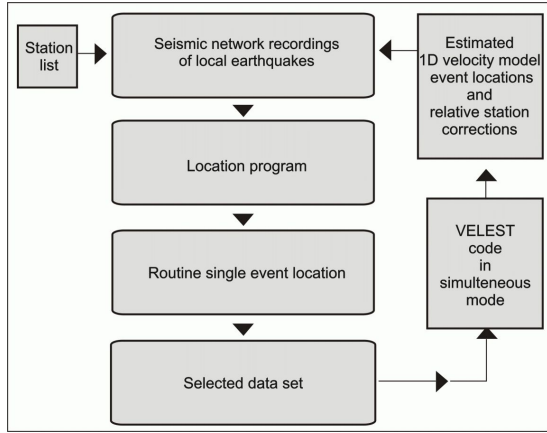 Station
list
Seismic network recordings
of local earthquakes
Estimated
1D velocity model
event locations
and
relative station
corrections
Location program
Routine single event location
VELEST
code
in
simulteneous
mode
Selected data set